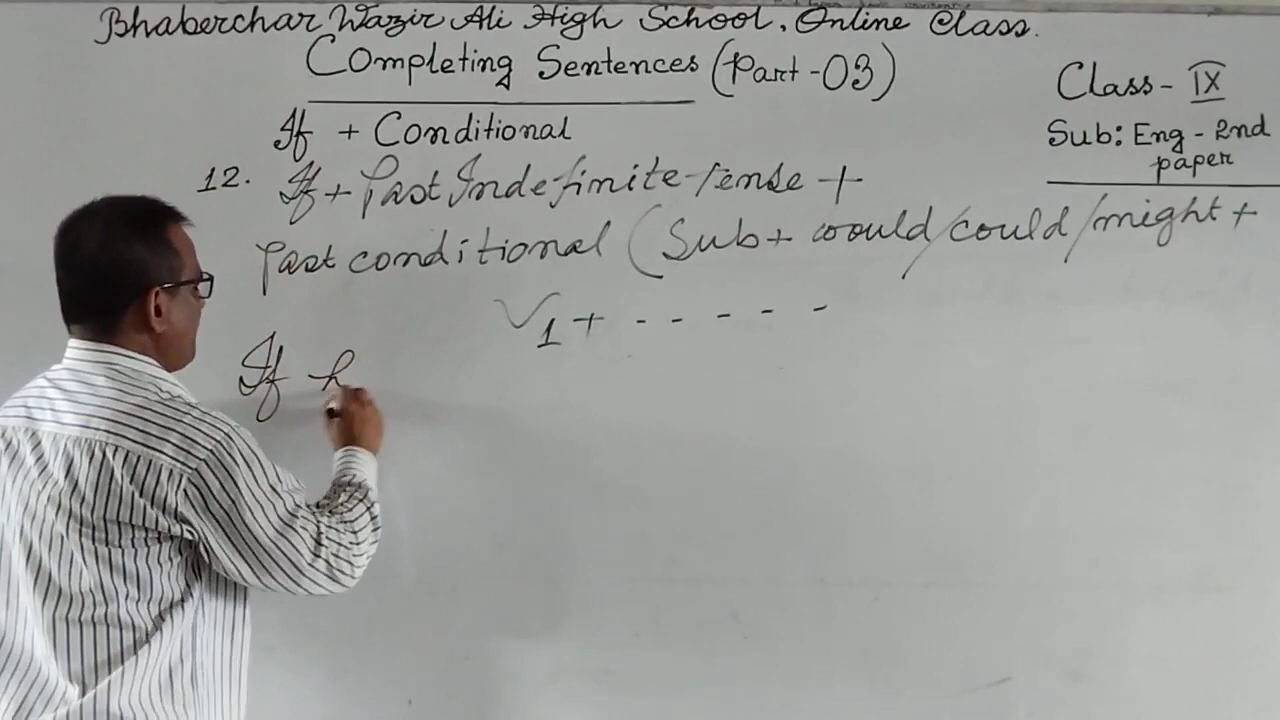 Bhaberchar Wazir Ali High School, Online Class.
Completing Sentences (Part-03)
Class- IX
Sub: Eng-2nd
paper
If + Conditional
12. If + Past Indefinite tense +
Past conditional (Sub + would/could/might +
V1 + - - - - -
If h